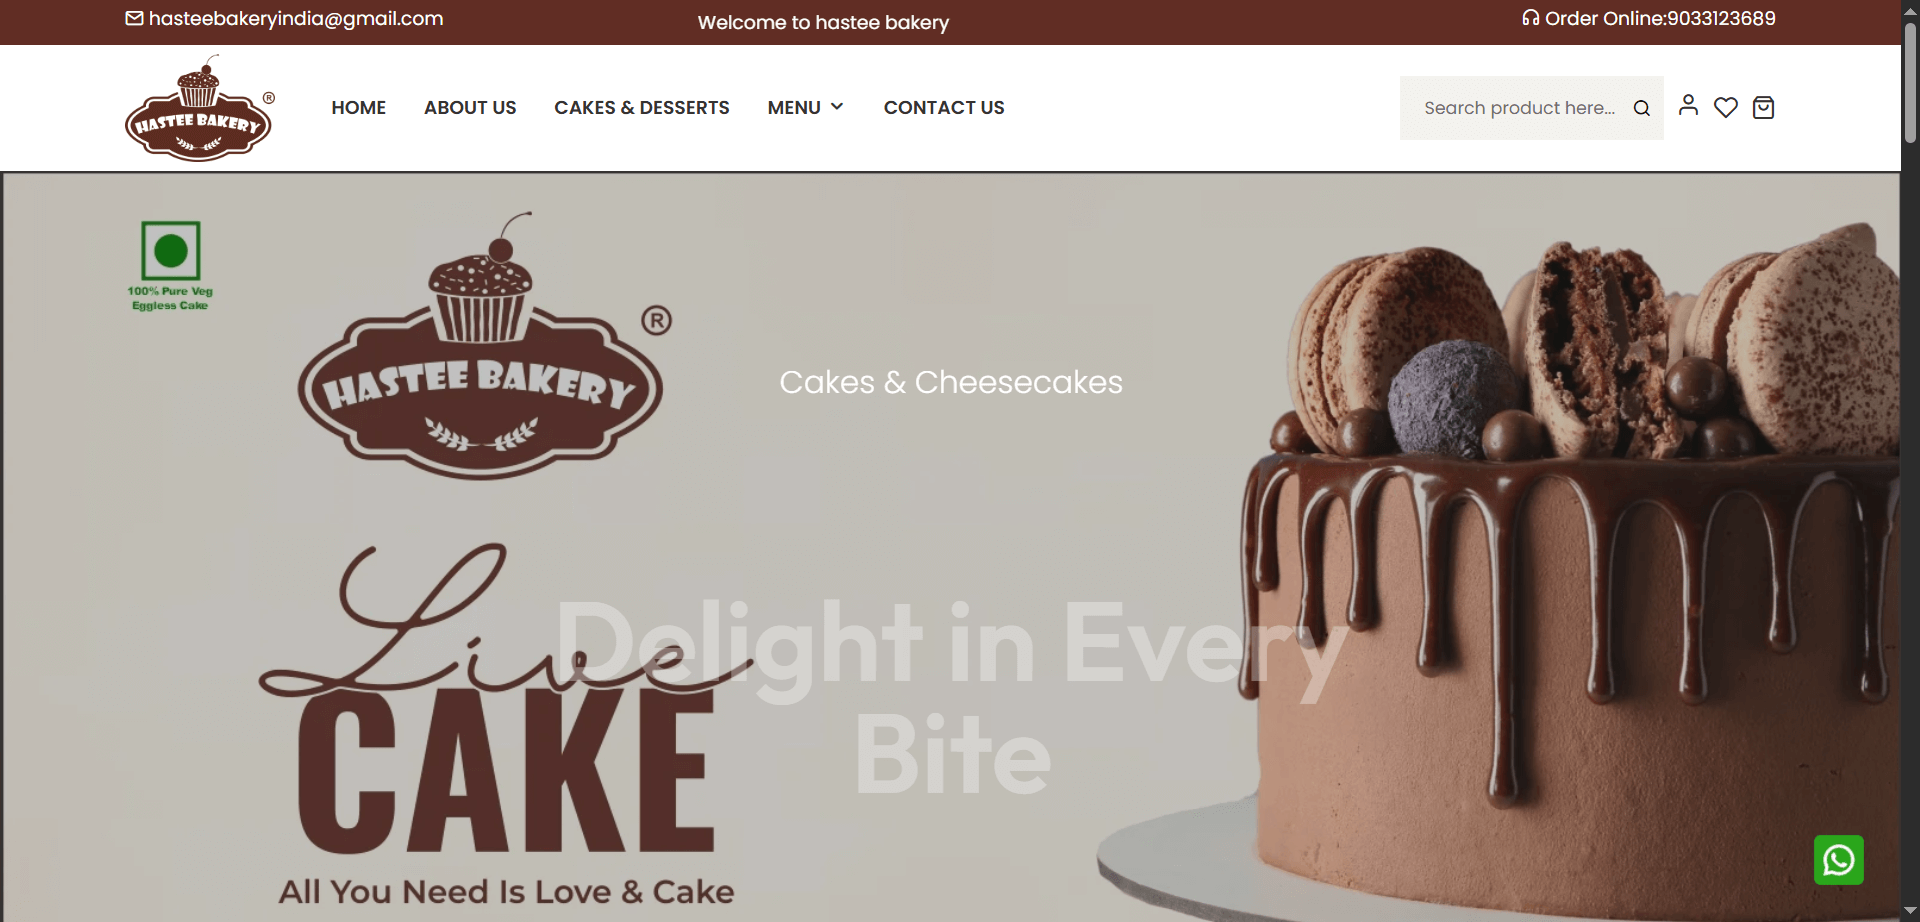 hasteebakeryindia@gmail.com
Welcome to hastee bakery
Order Online:9033123689
HASTEE BAKERY
®
HOME
ABOUT US
CAKES & DESSERTS
MENU
CONTACT US
Search product here...
100% Pure Veg
Eggless Cake
HASTEE BAKERY
®
Cakes & Cheesecakes
Live
CAKE
All You Need Is Love & Cake
Delight in Every
Bite